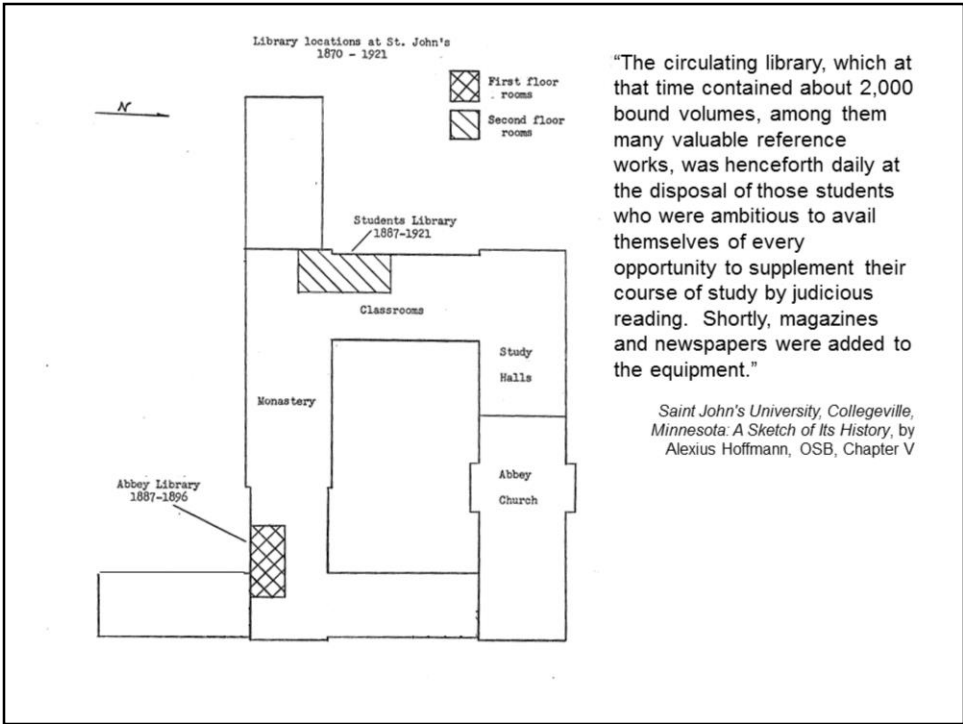 Library locations at St. John's
1870 - 1921
N
First floor
rooms
Second floor
rooms
Students Library
1887-1921
Classrooms
Study
Halls
Monastery
Abbey
Church
Abbey Library
1887-1896
“The circulating library, which at
that time contained about 2,000
bound volumes, among them
many valuable reference
works, was henceforth daily at
the disposal of those students
who were ambitious to avail
themselves of every
opportunity to supplement their
course of study by judicious
reading. Shortly, magazines
and newspapers were added to
the equipment.”
Saint John's University, Collegeville,
Minnesota: A Sketch of Its History, by
Alexius Hoffmann, OSB, Chapter V